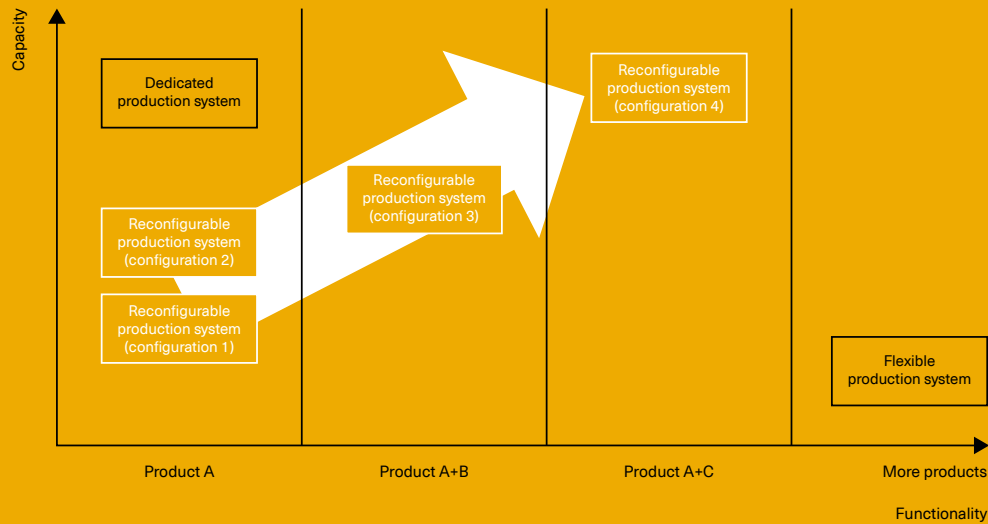 Capacity
Dedicated
production system
Reconfigurable
production system
(configuration 4)
Reconfigurable
production system
(configuration 3)
Reconfigurable
production system
(configuration 2)
Reconfigurable
production system
(configuration 1)
Flexible
production system
Product A
Product A+B
Product A+C
More products
Functionality